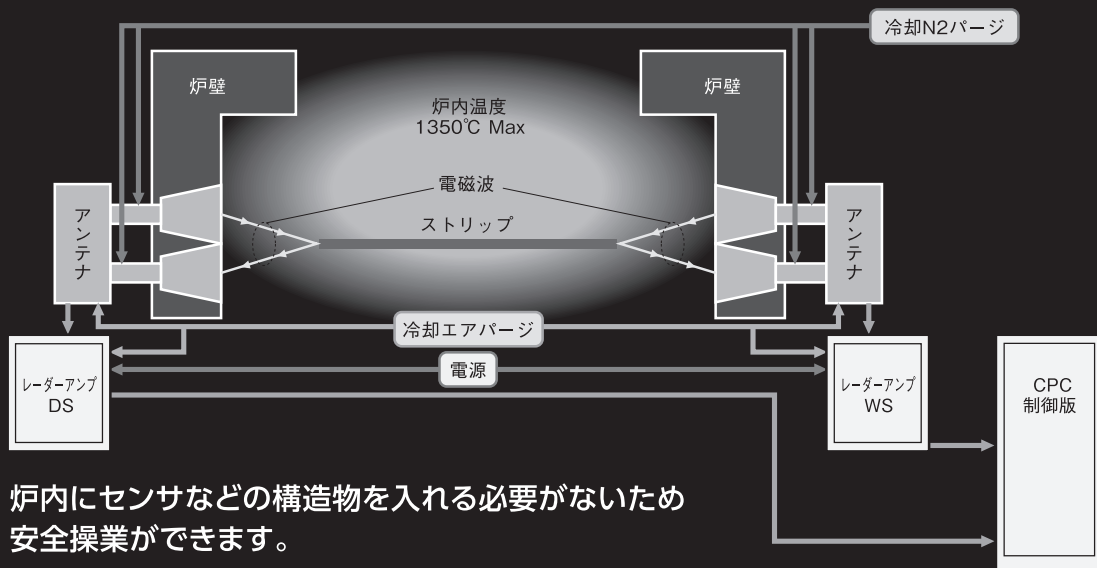 冷却N2パージ
炉壁
炉壁
炉内温度
1350℃ Max
電磁波
ストリップ
アンテナ
アンテナ
冷却エアパージ
電源
レーダーアンプ
DS
レーダーアンプ
WS
CPC
制御版
炉内にセンサなどの構造物を入れる必要がないため
安全操業ができます。